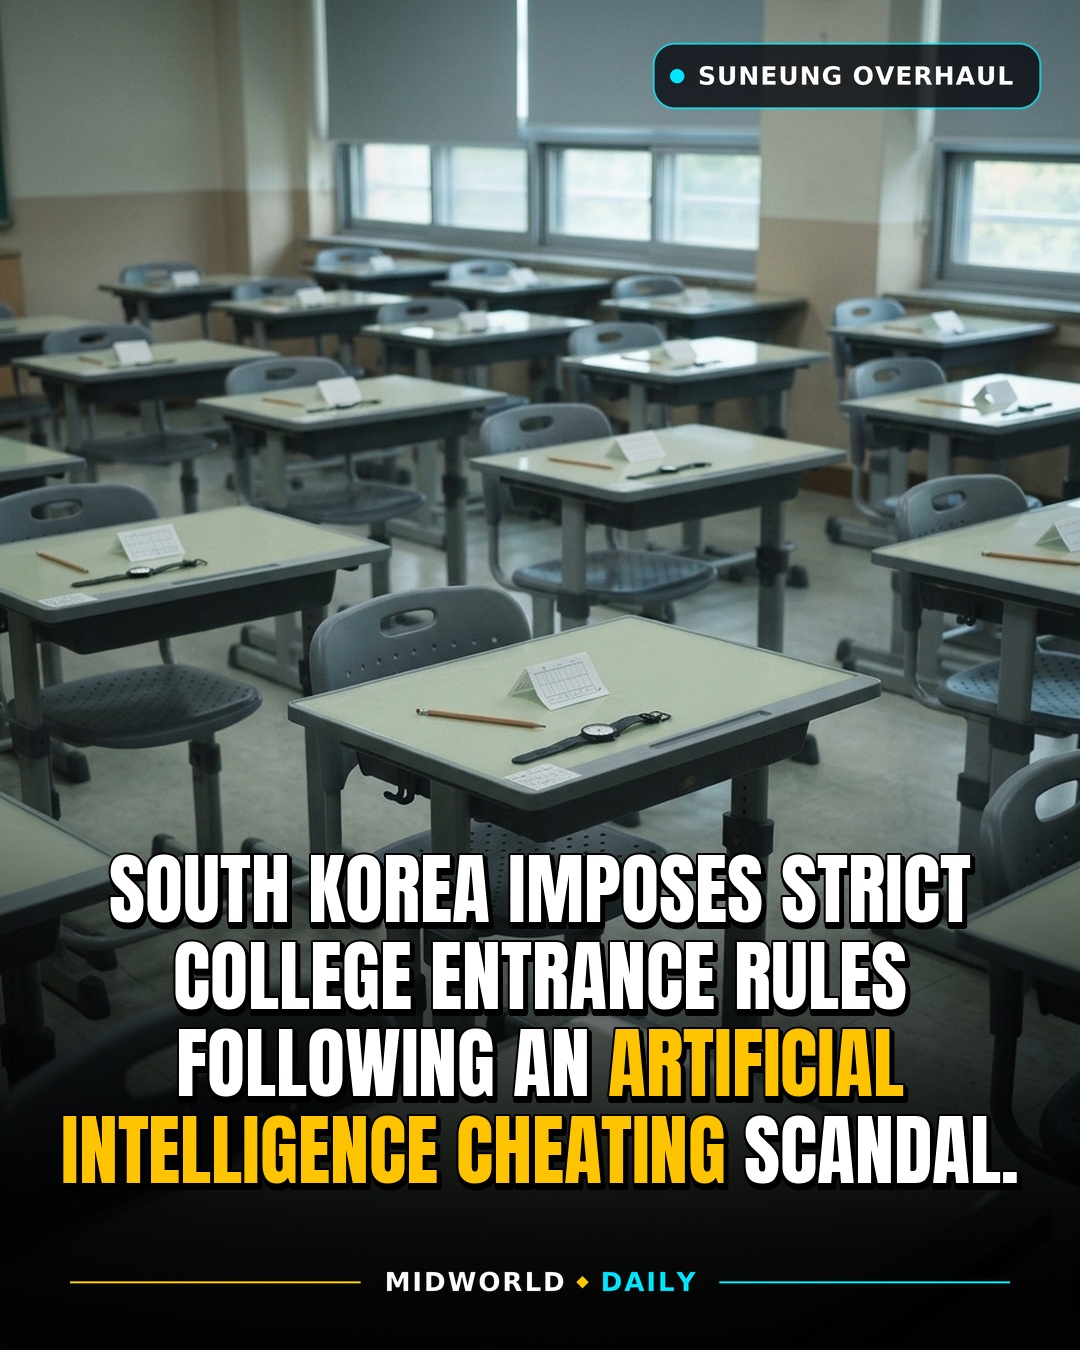 SUNEUNG OVERHAUL
SOUTH KOREA IMPOSES STRICT
COLLEGE ENTRANCE RULES
FOLLOWING AN ARTIFICIAL
INTELLIGENCE CHEATING SCANDAL.
MIDWORLD DAILY